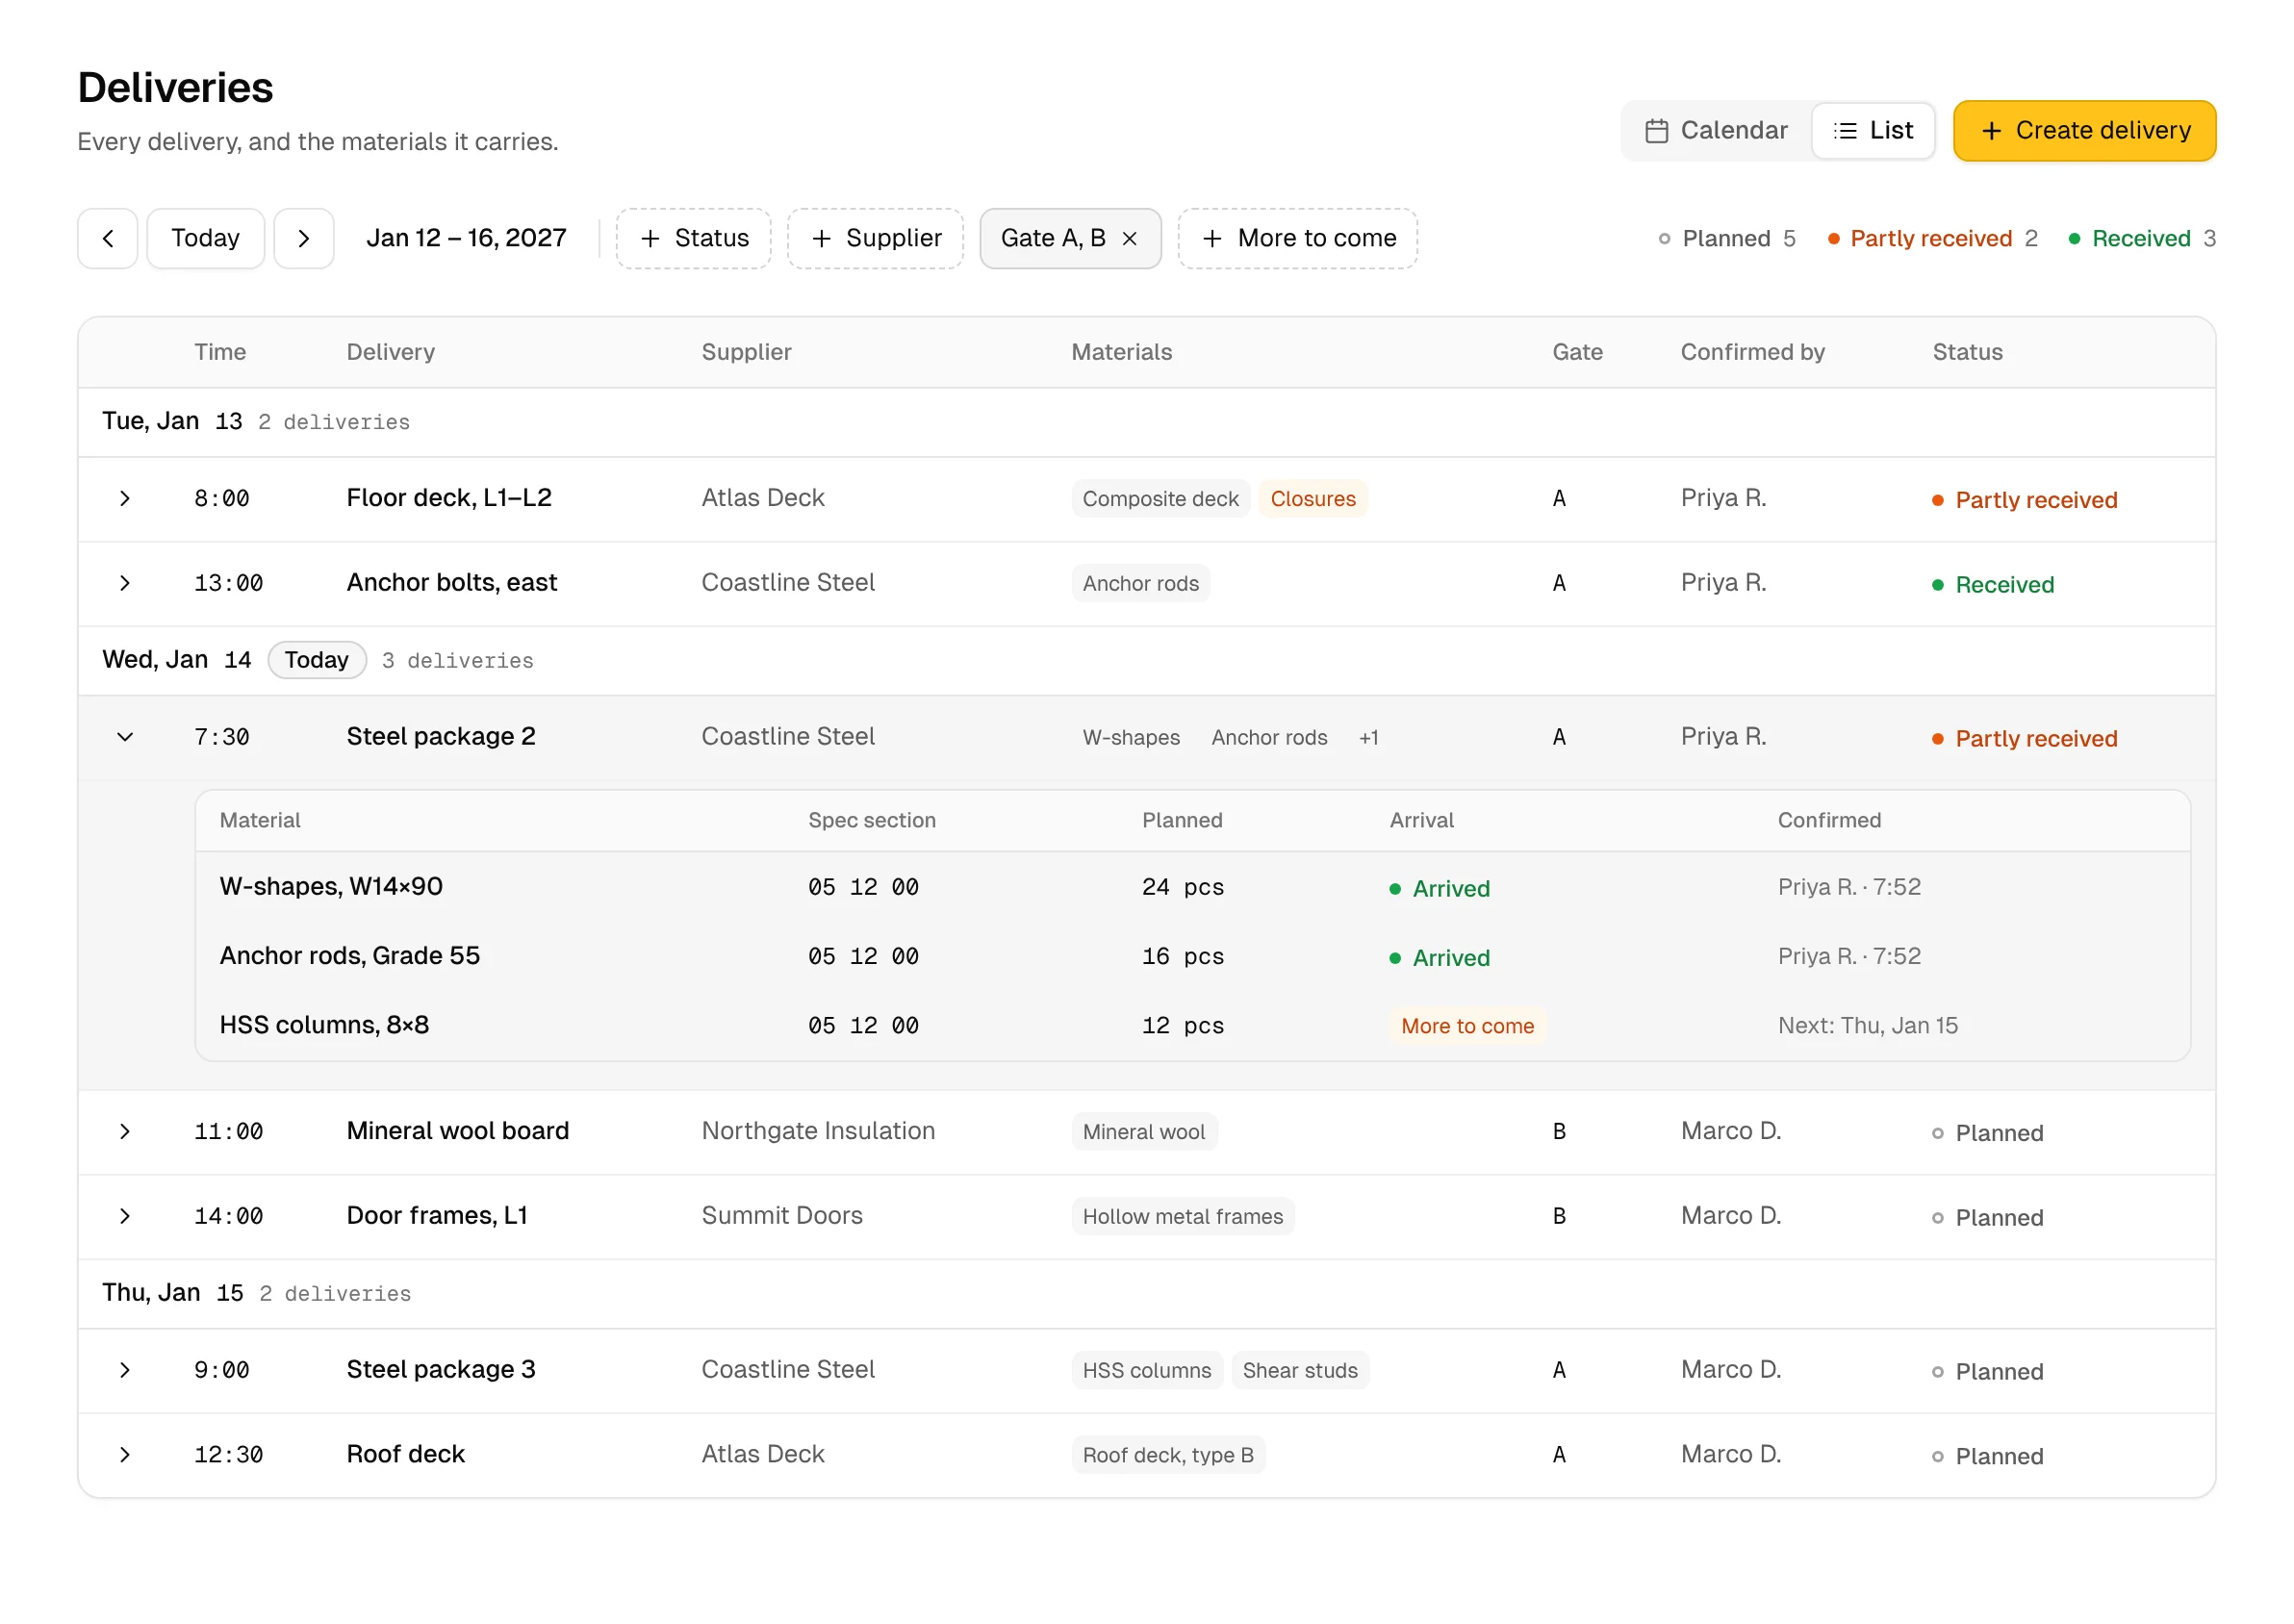 Deliveries
Every delivery, and the materials it carries.
Calendar List + Create delivery
Today Jan 12 – 16, 2027 + Status + Supplier Gate A, B × + More to come Planned 5 Partly received 2 Received 3
Time Delivery Supplier Materials Gate Confirmed by Status
Tue, Jan 13 2 deliveries
8:00 Floor deck, L1–L2 Atlas Deck Composite deck Closures A Priya R. Partly received
13:00 Anchor bolts, east Coastline Steel Anchor rods A Priya R. Received
Wed, Jan 14 Today 3 deliveries
7:30 Steel package 2 Coastline Steel W-shapes Anchor rods +1 A Priya R. Partly received
Material Spec section Planned Arrival Confirmed
W-shapes, W14×90 05 12 00 24 pcs Arrived Priya R. · 7:52
Anchor rods, Grade 55 05 12 00 16 pcs Arrived Priya R. · 7:52
HSS columns, 8×8 05 12 00 12 pcs More to come Next: Thu, Jan 15
11:00 Mineral wool board Northgate Insulation Mineral wool B Marco D. Planned
14:00 Door frames, L1 Summit Doors Hollow metal frames B Marco D. Planned
Thu, Jan 15 2 deliveries
9:00 Steel package 3 Coastline Steel HSS columns Shear studs A Marco D. Planned
12:30 Roof deck Atlas Deck Roof deck, type B A Marco D. Planned